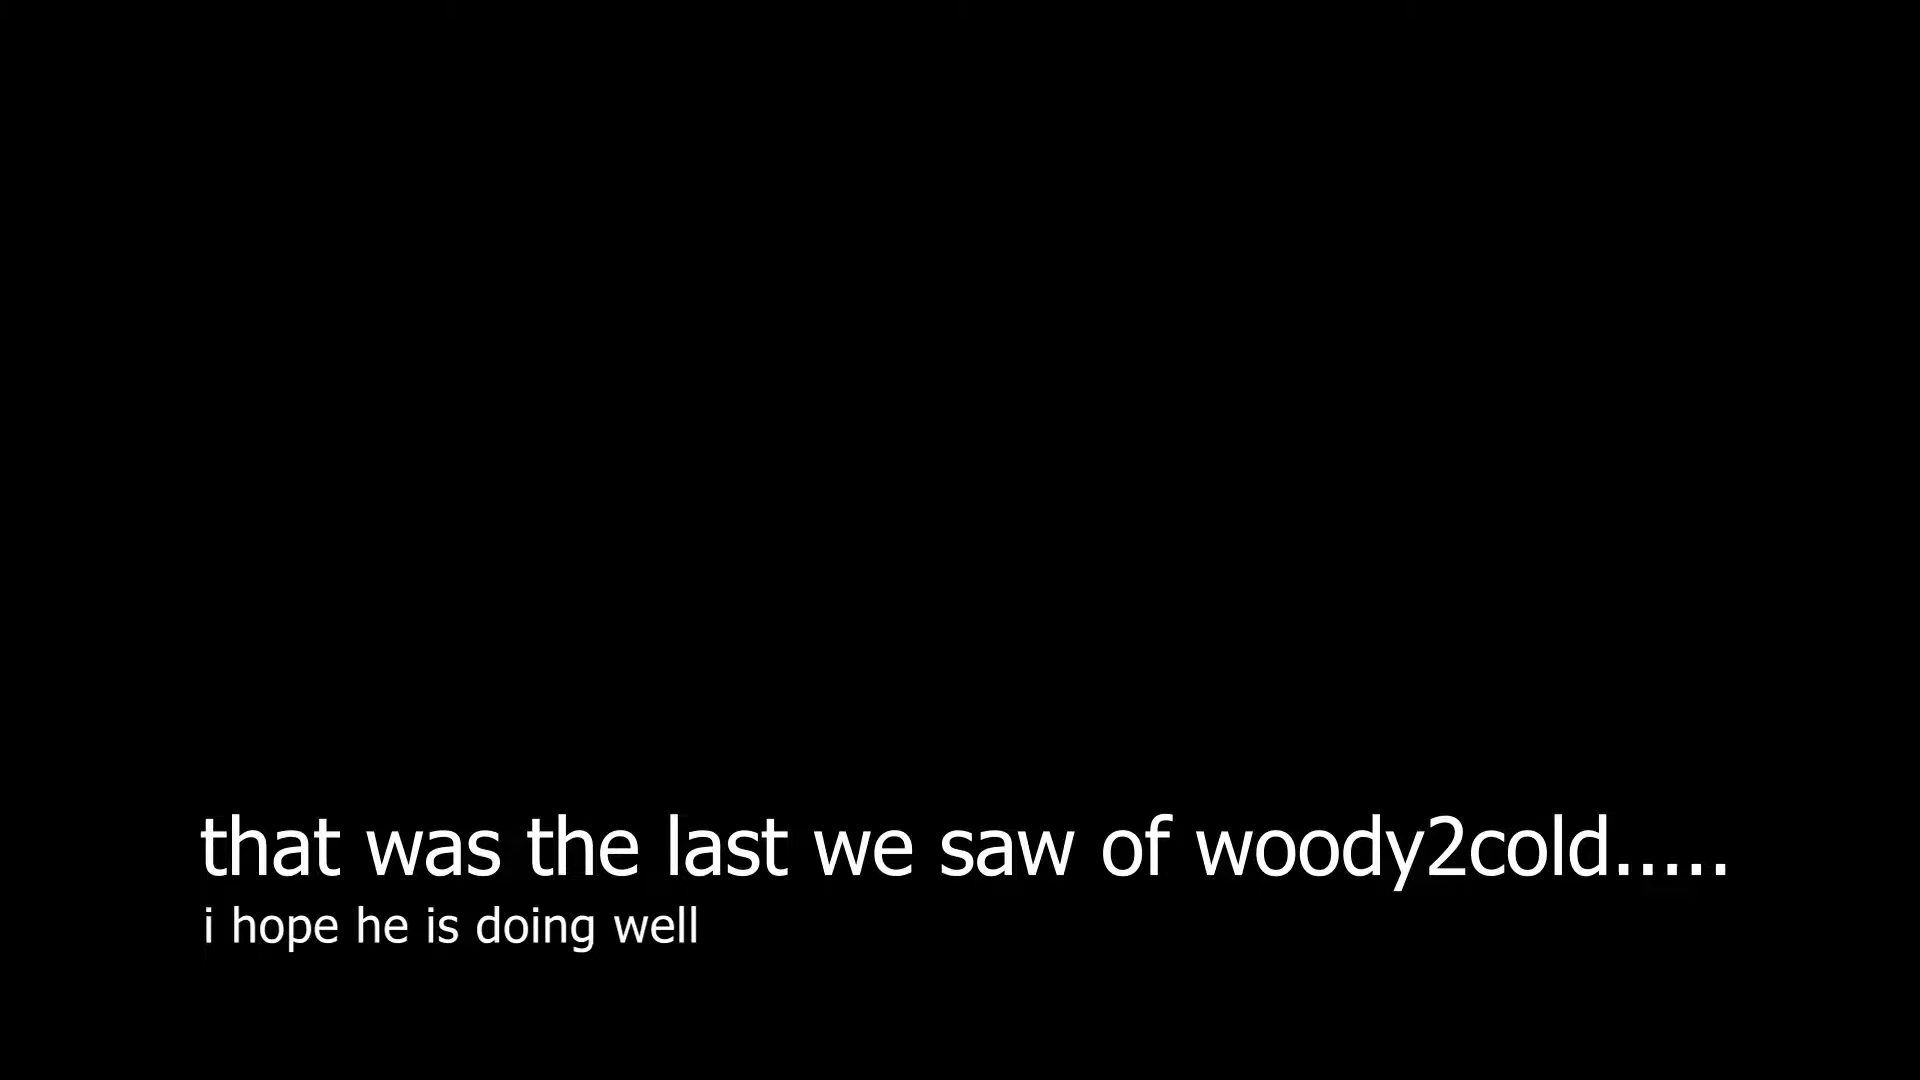 that was the last we saw of woody2cold.....
i hope he is doing well